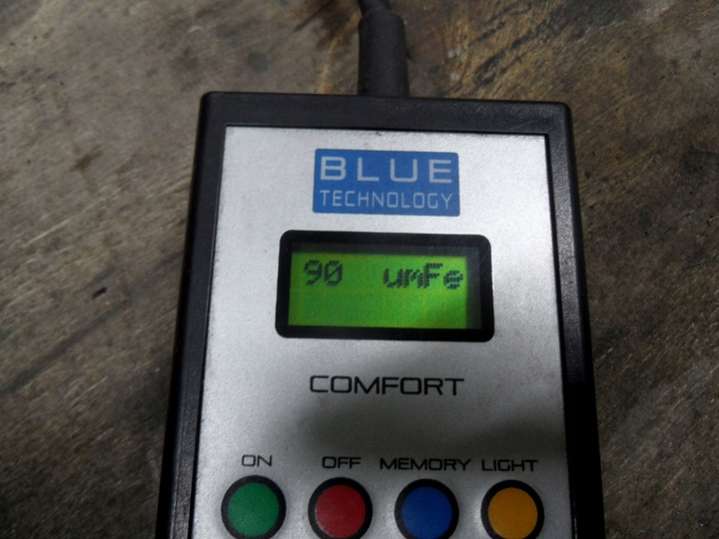 BLUE
TECHNOLOGY
90 umFe
COMFORT
ON OFF MEMORY LIGHT